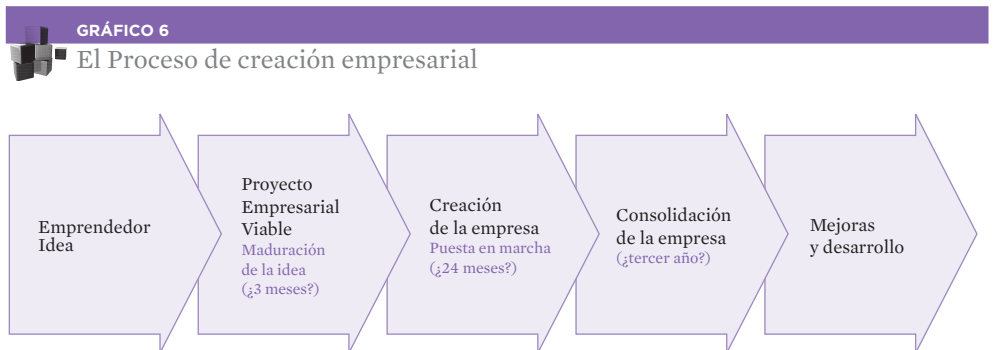 GRÁFICO 6
El Proceso de creación empresarial
Emprendedor
Idea
Proyecto
Empresarial
Viable
Maduración
de la idea
(¿3 meses?)
Creación
de la empresa
Puesta en marcha
(¿24 meses?)
Consolidación
de la empresa
(¿tercer año?)
Mejoras
y desarrollo